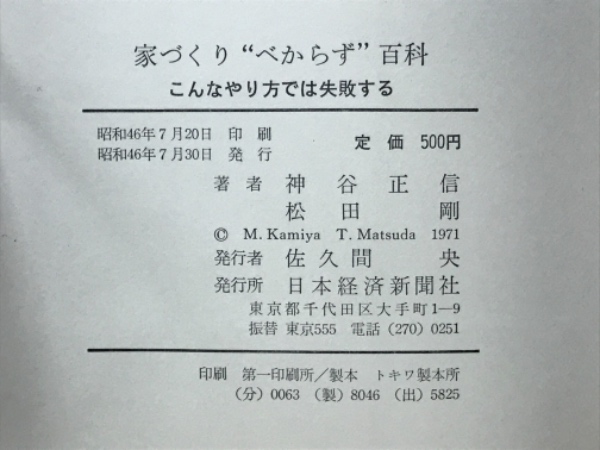 家づくり“べからず”百科
こんなやり方では失敗する
昭和46年7月20日 印刷
昭和46年7月30日 発行
定価 500円
著者 神谷正信
松田剛
© M. Kamiya T. Matsuda 1971
発行者 佐久間央
発行所 日本経済新聞社
東京都千代田区大手町1―9
振替 東京555 電話(270)0251
印刷 第一印刷所/製本 トキワ製本所
(分)0063 (製)8046 (出)5825